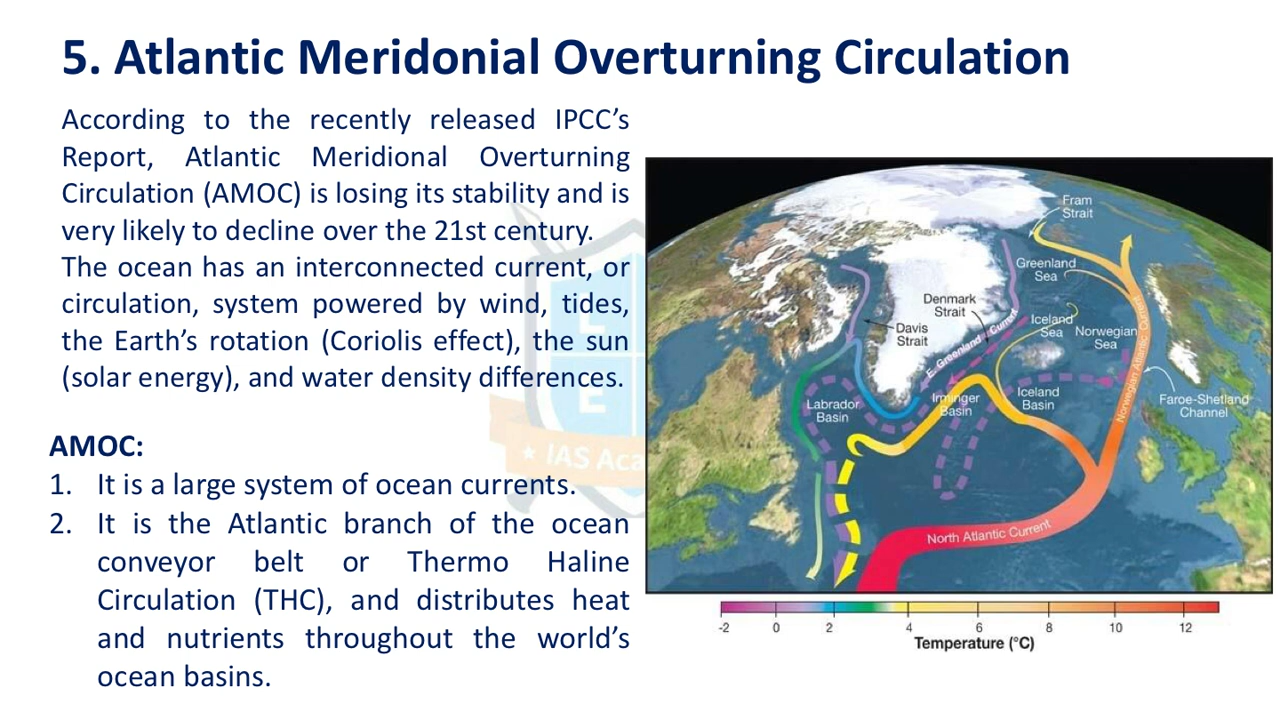 5. Atlantic Meridonial Overturning Circulation
According to the recently released IPCC's
Report, Atlantic Meridional Overturning
Circulation (AMOC) is losing its stability and is
very likely to decline over the 21st century.
The ocean has an interconnected current, or
circulation, system powered by wind, tides,
the Earth's rotation (Coriolis effect), the sun
(solar energy), and water density differences.
AMOC:
1. It is a large system of ocean currents.
2. It is the Atlantic branch of the ocean
conveyor belt or Thermo Haline
Circulation (THC), and distributes heat
and nutrients throughout the world's
ocean basins.
L
E
IAS Aca
Fram
Strait
Greenland
Sea
Denmark
Strait
Davis
Strait
E. Greenland Current
Iceland
Sea
Norwegian
Sea
Norwegian Atlantic Current
Labrador
Basin
Irminger
Basin
Iceland
Basin
Faroe-Shetland
Channel
North Atlantic Current
-2 0 2 4 6 8 10 12
Temperature (°C)